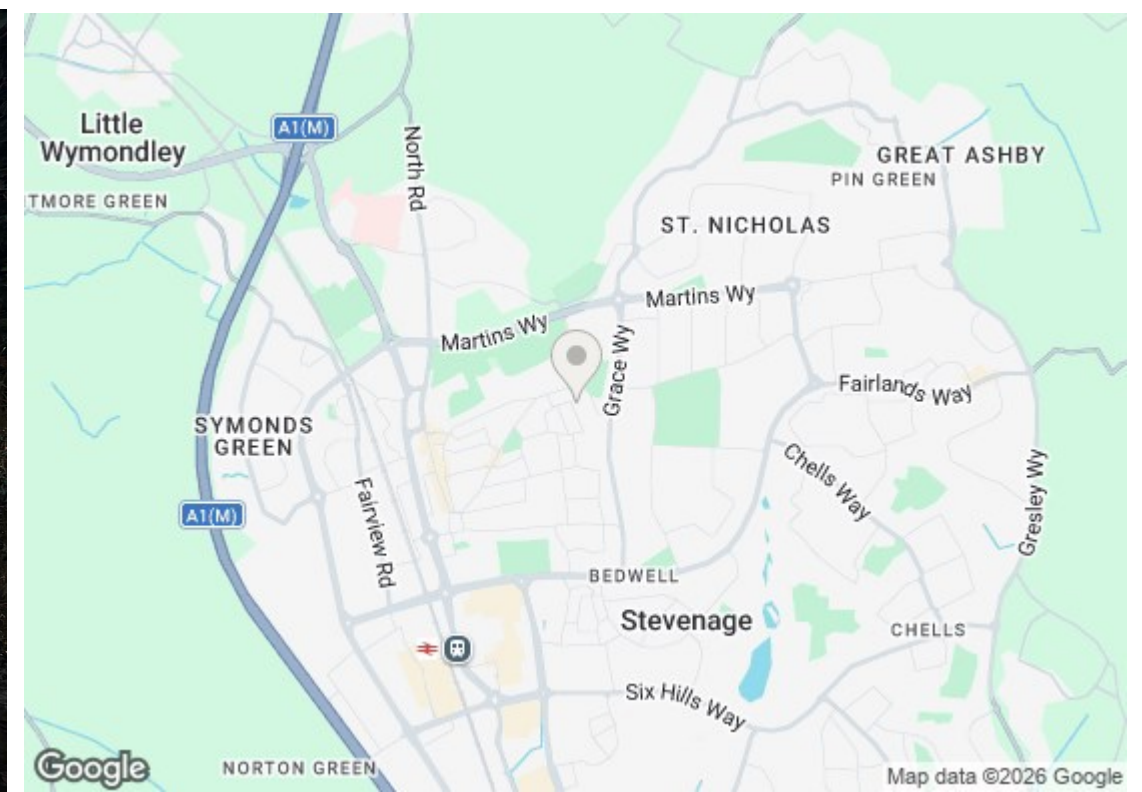 Little
Wymondley
A1(M)
North Rd
GREAT ASHBY
PIN GREEN
TMORE GREEN
ST. NICHOLAS
Martins Wy
Martins Wy
Grace Wy
Fairlands Way
SYMONDS
GREEN
Chells Way
Fairview Rd
A1(M)
Gresley Wy
BEDWELL
Stevenage
CHELLS
Six Hills Way
NORTON GREEN
Google
Map data ©2026 Google